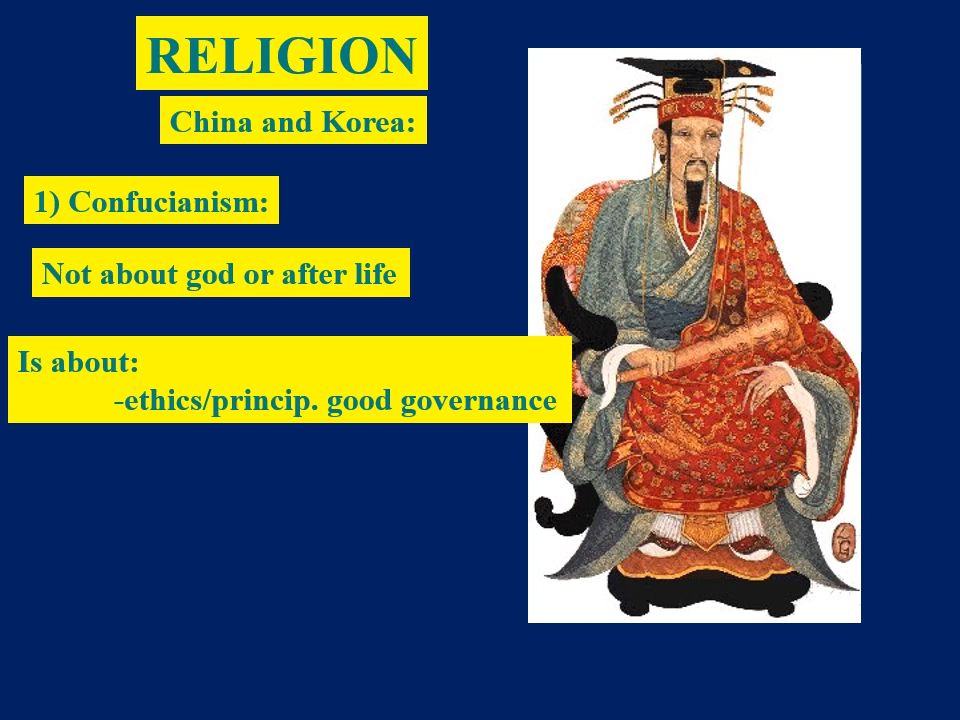 RELIGION
China and Korea:
1) Confucianism:
Not about god or after life
Is about:
-ethics/princip. good governance